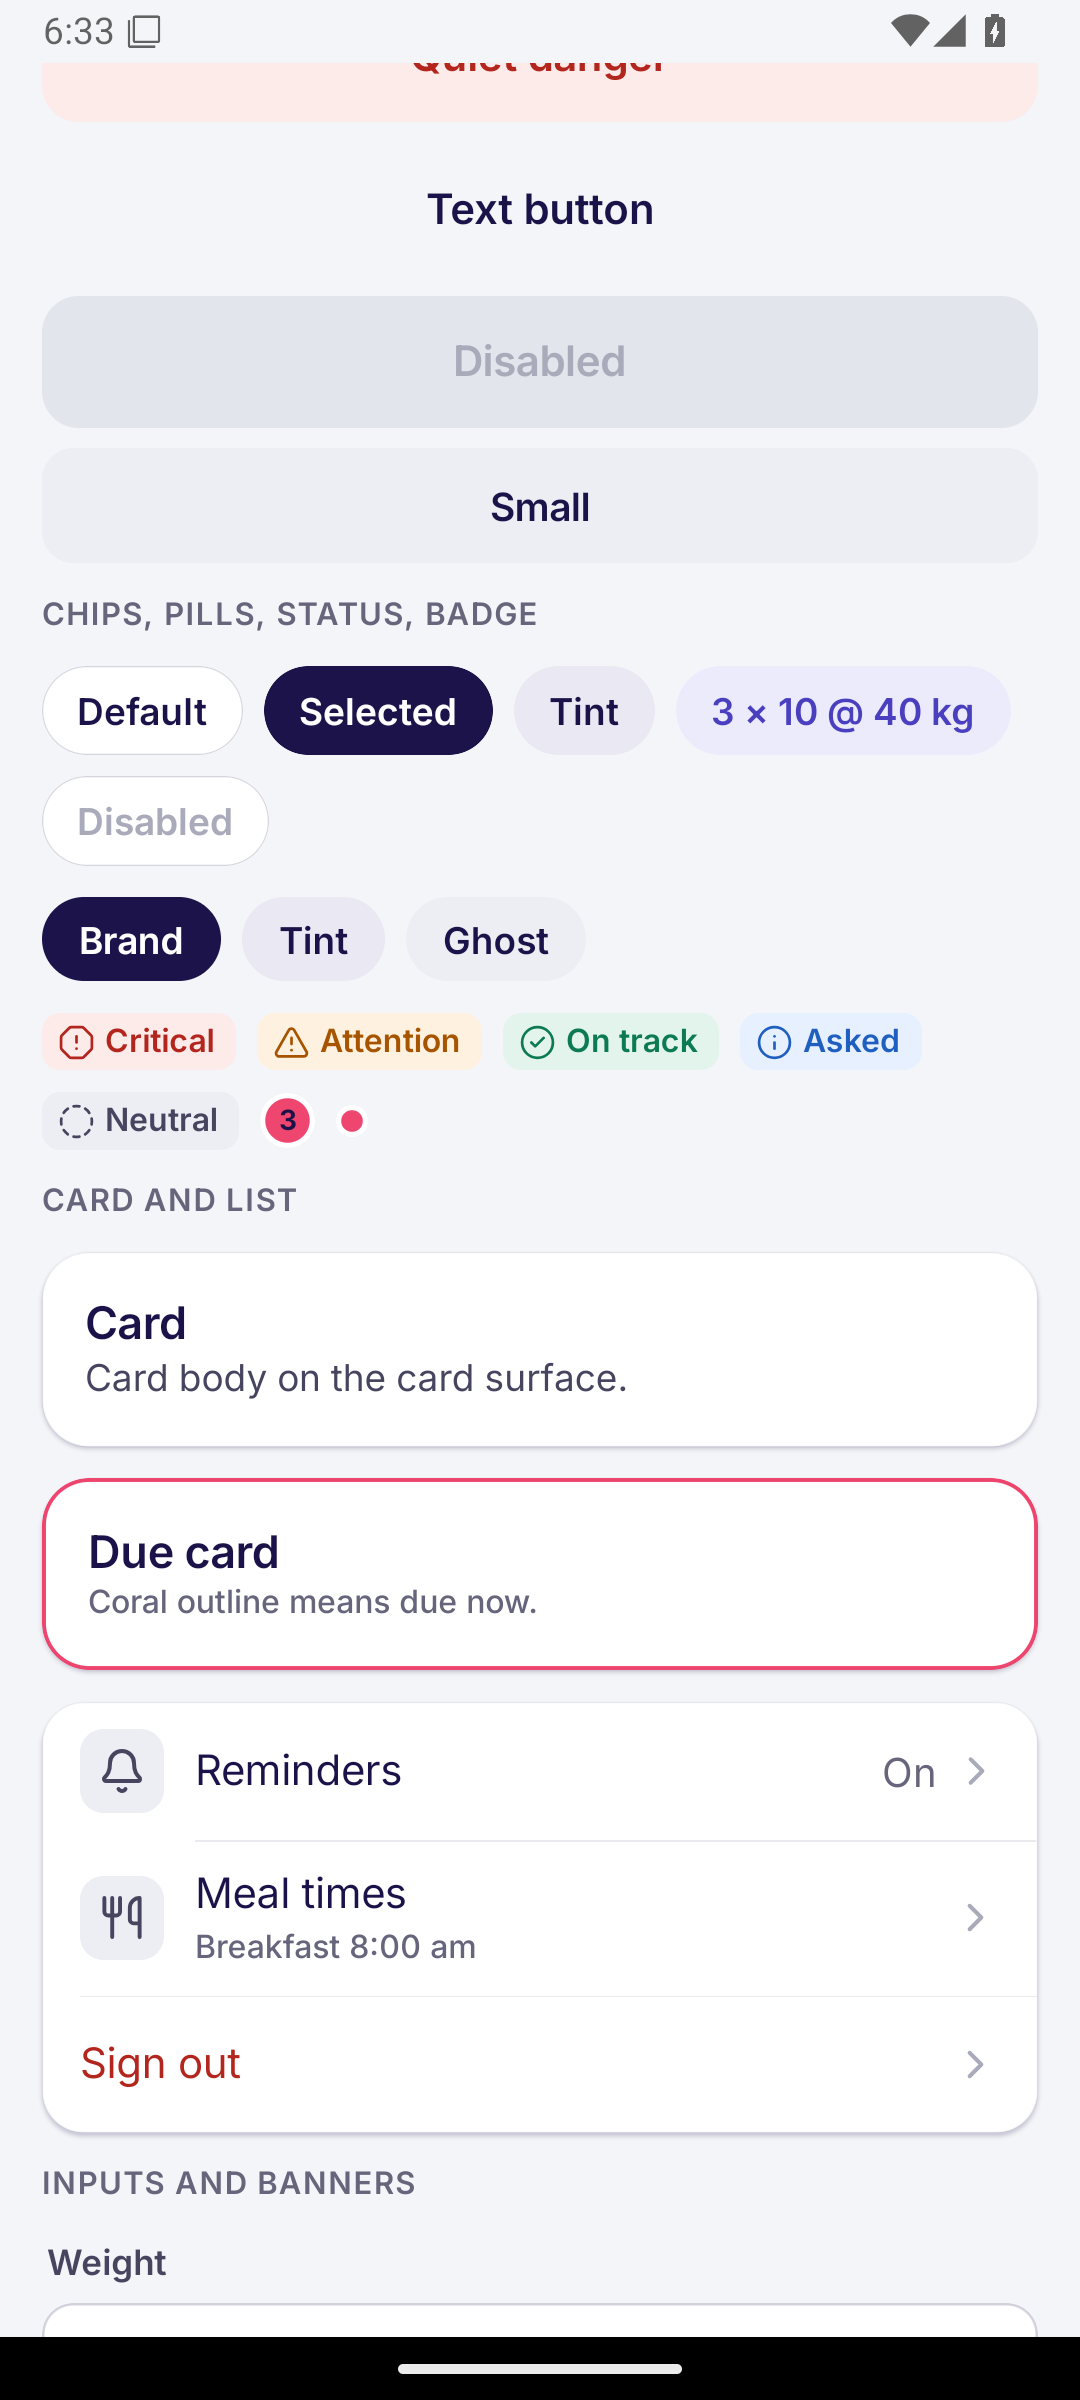 6:33
Quiet danger
Text button
Disabled
Small
CHIPS, PILLS, STATUS, BADGE
Default Selected Tint 3 × 10 @ 40 kg
Disabled
Brand Tint Ghost
Critical Attention On track Asked
Neutral 3
CARD AND LIST
Card
Card body on the card surface.
Due card
Coral outline means due now.
Reminders On
Meal times
Breakfast 8:00 am
Sign out
INPUTS AND BANNERS
Weight